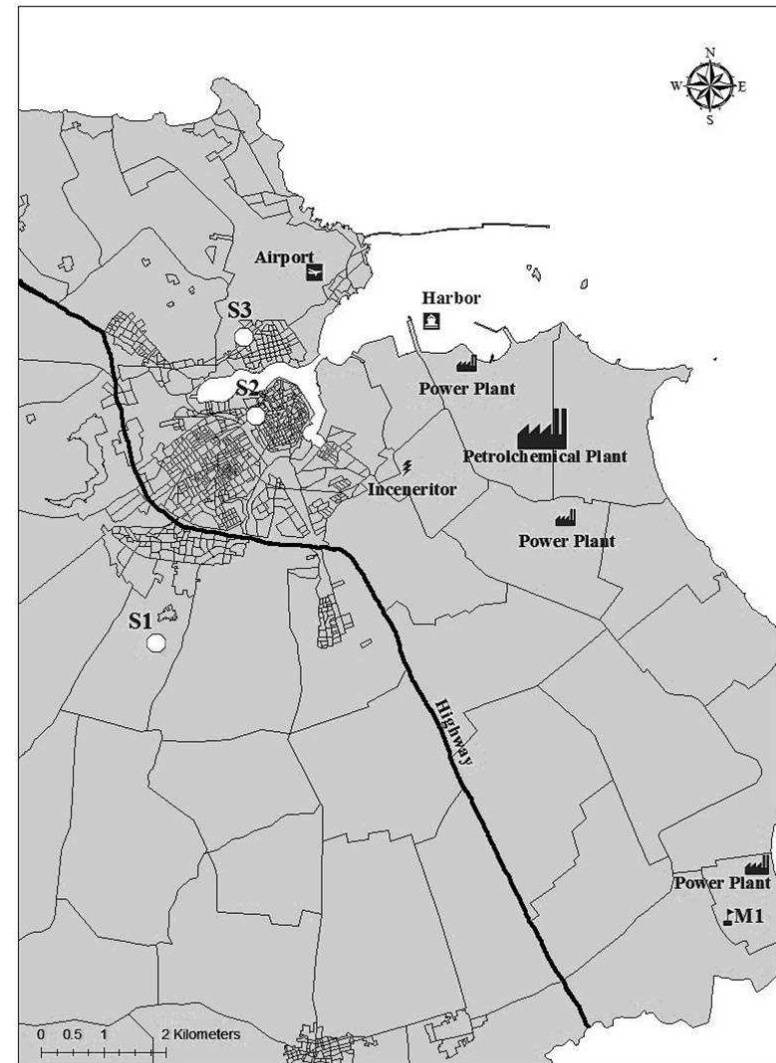 N
W E
S
Airport
Harbor
S3
Power Plant
S2
Petrolchemical Plant
Inceneritor
Power Plant
S1
Highway
Power Plant
M1
0 0.5 1 2 Kilometers